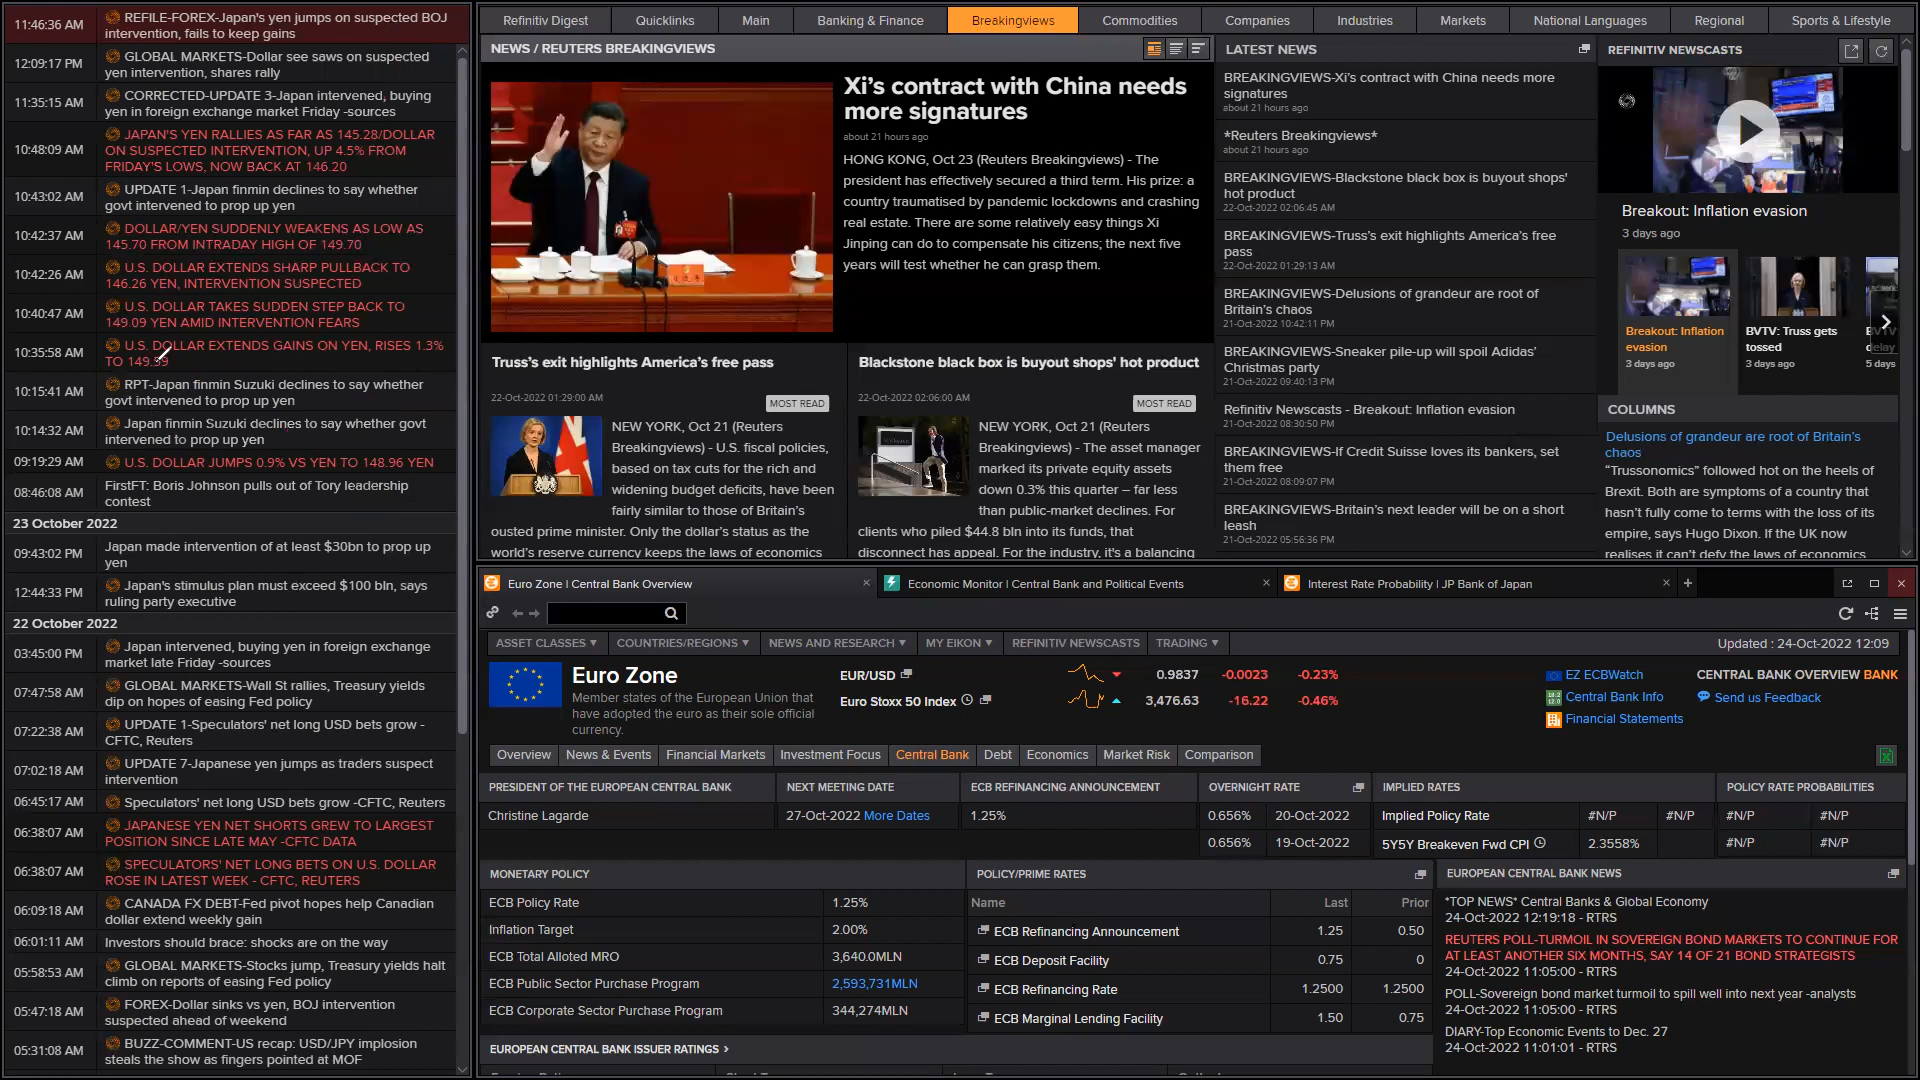 11:46:36 AM
REFILE-FOREX-Japan's yen jumps on suspected BOJ
intervention, fails to keep gains
12:09:17 PM
GLOBAL MARKETS-Dollar see saws on suspected
yen intervention, shares rally
11:35:15 AM
CORRECTED-UPDATE 3-Japan intervened, buying
yen in foreign exchange market Friday -sources
10:48:09 AM
JAPAN'S YEN RALLIES AS FAR AS 145.28/DOLLAR
ON SUSPECTED INTERVENTION, UP 4.5% FROM
FRIDAY'S LOWS, NOW BACK AT 146.20
10:43:02 AM
UPDATE 1-Japan finmin declines to say whether
govt intervened to prop up yen
10:42:37 AM
DOLLAR/YEN SUDDENLY WEAKENS AS LOW AS
145.70 FROM INTRADAY HIGH OF 149.70
10:42:26 AM
U.S. DOLLAR EXTENDS SHARP PULLBACK TO
146.26 YEN, INTERVENTION SUSPECTED
10:40:47 AM
U.S. DOLLAR TAKES SUDDEN STEP BACK TO
149.09 YEN AMID INTERVENTION FEARS
10:35:58 AM
U.S. DOLLAR EXTENDS GAINS ON YEN, RISES 1.3%
TO
10:15:41 AM
RPT-Japan finmin Suzuki declines to say whether
govt intervened to prop up yen
10:14:32 AM
Japan finmin Suzuki declines to say whether govt
intervened to prop up yen
09:19:29 AM
U.S. DOLLAR JUMPS 0.9% VS YEN TO 148.96 YEN
08:46:08 AM
FirstFT: Boris Johnson pulls out of Tory leadership
contest
23 October 2022
09:43:02 PM
Japan made intervention of at least $30bn to prop up
yen
12:44:33 PM
Japan's stimulus plan must exceed $100 bln, says
ruling party executive
22 October 2022
03:45:00 PM
Japan intervened, buying yen in foreign exchange
market late Friday -sources
07:47:58 AM
GLOBAL MARKETS-Wall St rallies, Treasury yields
dip on hopes of easing Fed policy
07:22:38 AM
UPDATE 1-Speculators' net long USD bets grow -
CFTC, Reuters
07:02:18 AM
UPDATE 7-Japanese yen jumps as traders suspect
intervention
06:45:17 AM
Speculators' net long USD bets grow -CFTC, Reuters
06:38:07 AM
JAPANESE YEN NET SHORTS GREW TO LARGEST
POSITION SINCE LATE MAY -CFTC DATA
06:38:07 AM
SPECULATORS' NET LONG BETS ON U.S. DOLLAR
ROSE IN LATEST WEEK - CFTC, REUTERS
06:09:18 AM
CANADA FX DEBT-Fed pivot hopes help Canadian
dollar extend weekly gain
06:01:11 AM
Investors should brace: shocks are on the way
05:58:53 AM
GLOBAL MARKETS-Stocks jump, Treasury yields halt
climb on reports of easing Fed policy
05:47:18 AM
FOREX-Dollar sinks vs yen, BOJ intervention
suspected ahead of weekend
05:31:08 AM
BUZZ-COMMENT-US recap: USD/JPY implosion
steals the show as fingers pointed at MOF
Refinitiv Digest Quicklinks Main Banking & Finance Breakingviews Commodities Companies Industries Markets National Languages Regional Sports & Lifestyle
NEWS / REUTERS BREAKINGVIEWS
Xi's contract with China needs
more signatures
about 21 hours ago
HONG KONG, Oct 23 (Reuters Breakingviews) - The
president has effectively secured a third term. His prize: a
country traumatised by pandemic lockdowns and crashing
real estate. There are some relatively easy things Xi
Jinping can do to compensate his citizens; the next five
years will test whether he can grasp them.
Truss's exit highlights America's free pass
22-Oct-2022 01:29:00 AM
MOST READ
NEW YORK, Oct 21 (Reuters
Breakingviews) - U.S. fiscal policies,
based on tax cuts for the rich and
widening budget deficits, have been
fairly similar to those of Britain's
ousted prime minister. Only the dollar's status as the
world's reserve currency keeps the laws of economics
Blackstone black box is buyout shops' hot product
22-Oct-2022 02:06:00 AM
MOST READ
NEW YORK, Oct 21 (Reuters
Breakingviews) - The asset manager
marked its private equity assets
down 0.3% this quarter – far less
than public-market declines. For
clients who piled $44.8 bln into its funds, that
disconnect has appeal. For the industry, it's a balancing
LATEST NEWS
BREAKINGVIEWS-Xi's contract with China needs more
signatures
about 21 hours ago
*Reuters Breakingviews*
about 21 hours ago
BREAKINGVIEWS-Blackstone black box is buyout shops'
hot product
22-Oct-2022 02:06:45 AM
BREAKINGVIEWS-Truss's exit highlights America's free
pass
22-Oct-2022 01:29:13 AM
BREAKINGVIEWS-Delusions of grandeur are root of
Britain's chaos
21-Oct-2022 10:42:11 PM
BREAKINGVIEWS-Sneaker pile-up will spoil Adidas'
Christmas party
21-Oct-2022 09:40:13 PM
Refinitiv Newscasts - Breakout: Inflation evasion
21-Oct-2022 08:30:50 PM
BREAKINGVIEWS-If Credit Suisse loves its bankers, set
them free
21-Oct-2022 08:09:07 PM
BREAKINGVIEWS-Britain's next leader will be on a short
leash
21-Oct-2022 05:56:36 PM
REFINITIV NEWSCASTS
Breakout: Inflation evasion
3 days ago
Breakout: Inflation
evasion
3 days ago
BVTV: Truss gets
tossed
3 days ago
delay
5 days
COLUMNS
Delusions of grandeur are root of Britain's
chaos
“Trussonomics” followed hot on the heels of
Brexit. Both are symptoms of a country that
hasn't fully come to terms with the loss of its
empire, says Hugo Dixon. If the UK now
realises it can't defy the laws of economics
Euro Zone | Central Bank Overview
Economic Monitor | Central Bank and Political Events
Interest Rate Probability | JP Bank of Japan
ASSET CLASSES COUNTRIES/REGIONS NEWS AND RESEARCH MY EIKON REFINITIV NEWSCASTS TRADING
Updated : 24-Oct-2022 12:09
Euro Zone
Member states of the European Union that
have adopted the euro as their sole official
currency.
EUR/USD 0.9837 -0.0023 -0.23%
Euro Stoxx 50 Index 3,476.63 -16.22 -0.46%
EZ ECBWatch
Central Bank Info
Financial Statements
CENTRAL BANK OVERVIEW BANK
Send us Feedback
Overview News & Events Financial Markets Investment Focus Central Bank Debt Economics Market Risk Comparison
PRESIDENT OF THE EUROPEAN CENTRAL BANK
Christine Lagarde
NEXT MEETING DATE
27-Oct-2022 More Dates
ECB REFINANCING ANNOUNCEMENT
1.25%
OVERNIGHT RATE
0.656% 20-Oct-2022
0.656% 19-Oct-2022
IMPLIED RATES
Implied Policy Rate #N/P #N/P
5Y5Y Breakeven Fwd CPI 2.3558%
POLICY RATE PROBABILITIES
#N/P #N/P
#N/P #N/P
MONETARY POLICY
ECB Policy Rate 1.25%
Inflation Target 2.00%
ECB Total Alloted MRO 3,640.0MLN
ECB Public Sector Purchase Program 2,593,731MLN
ECB Corporate Sector Purchase Program 344,274MLN
POLICY/PRIME RATES
Name Last Prior
ECB Refinancing Announcement 1.25 0.50
ECB Deposit Facility 0.75 0
ECB Refinancing Rate 1.2500 1.2500
ECB Marginal Lending Facility 1.50 0.75
EUROPEAN CENTRAL BANK NEWS
*TOP NEWS* Central Banks & Global Economy
24-Oct-2022 12:19:18 - RTRS
REUTERS POLL-TURMOIL IN SOVEREIGN BOND MARKETS TO CONTINUE FOR
AT LEAST ANOTHER SIX MONTHS, SAY 14 OF 21 BOND STRATEGISTS
24-Oct-2022 11:05:00 - RTRS
POLL-Sovereign bond market turmoil to spill well into next year -analysts
24-Oct-2022 11:05:00 - RTRS
DIARY-Top Economic Events to Dec. 27
24-Oct-2022 11:01:01 - RTRS
EUROPEAN CENTRAL BANK ISSUER RATINGS >